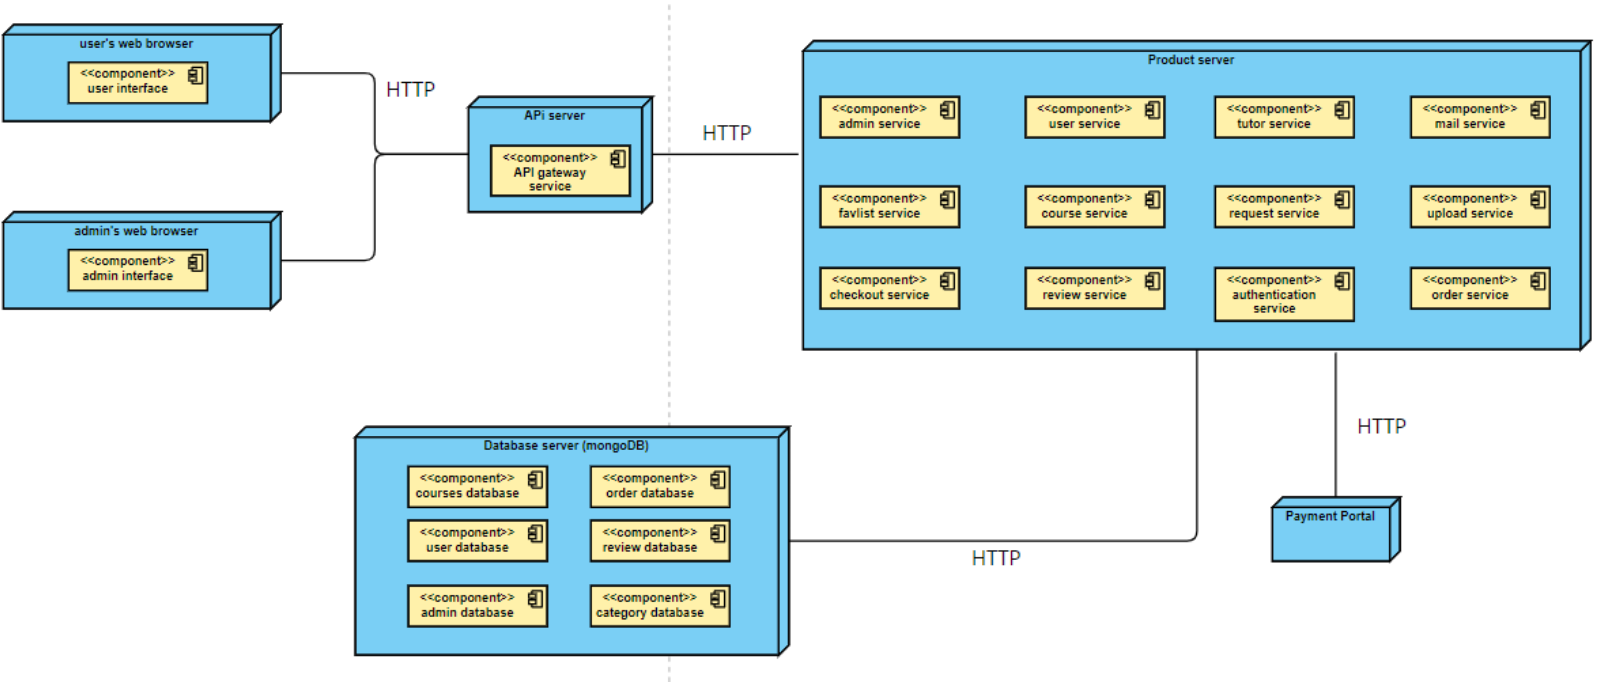 user's web browser
<<component>>
user interface
HTTP
admin's web browser
<<component>>
admin interface
APi server
<<component>>
API gateway
service
HTTP
Product server
<<component>>
admin service
<<component>>
user service
<<component>>
tutor service
<<component>>
mail service
<<component>>
favlist service
<<component>>
course service
<<component>>
request service
<<component>>
upload service
<<component>>
checkout service
<<component>>
review service
<<component>>
authentication
service
<<component>>
order service
Database server (mongoDB)
<<component>>
courses database
<<component>>
order database
<<component>>
user database
<<component>>
review database
<<component>>
admin database
<<component>>
category database
HTTP
HTTP
Payment Portal